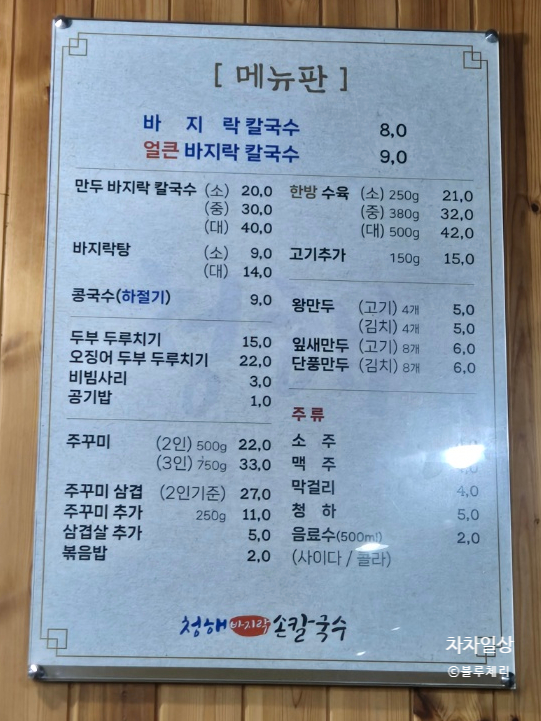 [ 메뉴판 ]
바 지 락 칼국수 8,0
얼큰 바지락 칼국수 9,0
만두 바지락 칼국수 (소) 20,0
(중) 30,0
(대) 40,0
바지락탕 (소) 9,0
(대) 14,0
콩국수(하절기) 9,0
두부 두루치기 15,0
오징어 두부 두루치기 22,0
비빔사리 3,0
공기밥 1,0
주꾸미 (2인) 500g 22,0
(3인) 750g 33,0
주꾸미 삼겹 (2인기준) 27,0
주꾸미 추가 250g 11,0
삼겹살 추가 5,0
볶음밥 2,0
한방 수육 (소) 250g 21,0
(중) 380g 32,0
(대) 500g 42,0
고기추가 150g 15,0
왕만두 (고기) 4개 5,0
(김치) 4개 5,0
잎새만두 (고기) 8개 6,0
단풍만두 (김치) 8개 6,0
주류
소 주
맥 주
막걸리 4,0
청 하 5,0
음료수(500ml) 2,0
(사이다 / 콜라)
청해 바지락 손칼국수
차차일상
©블루체린